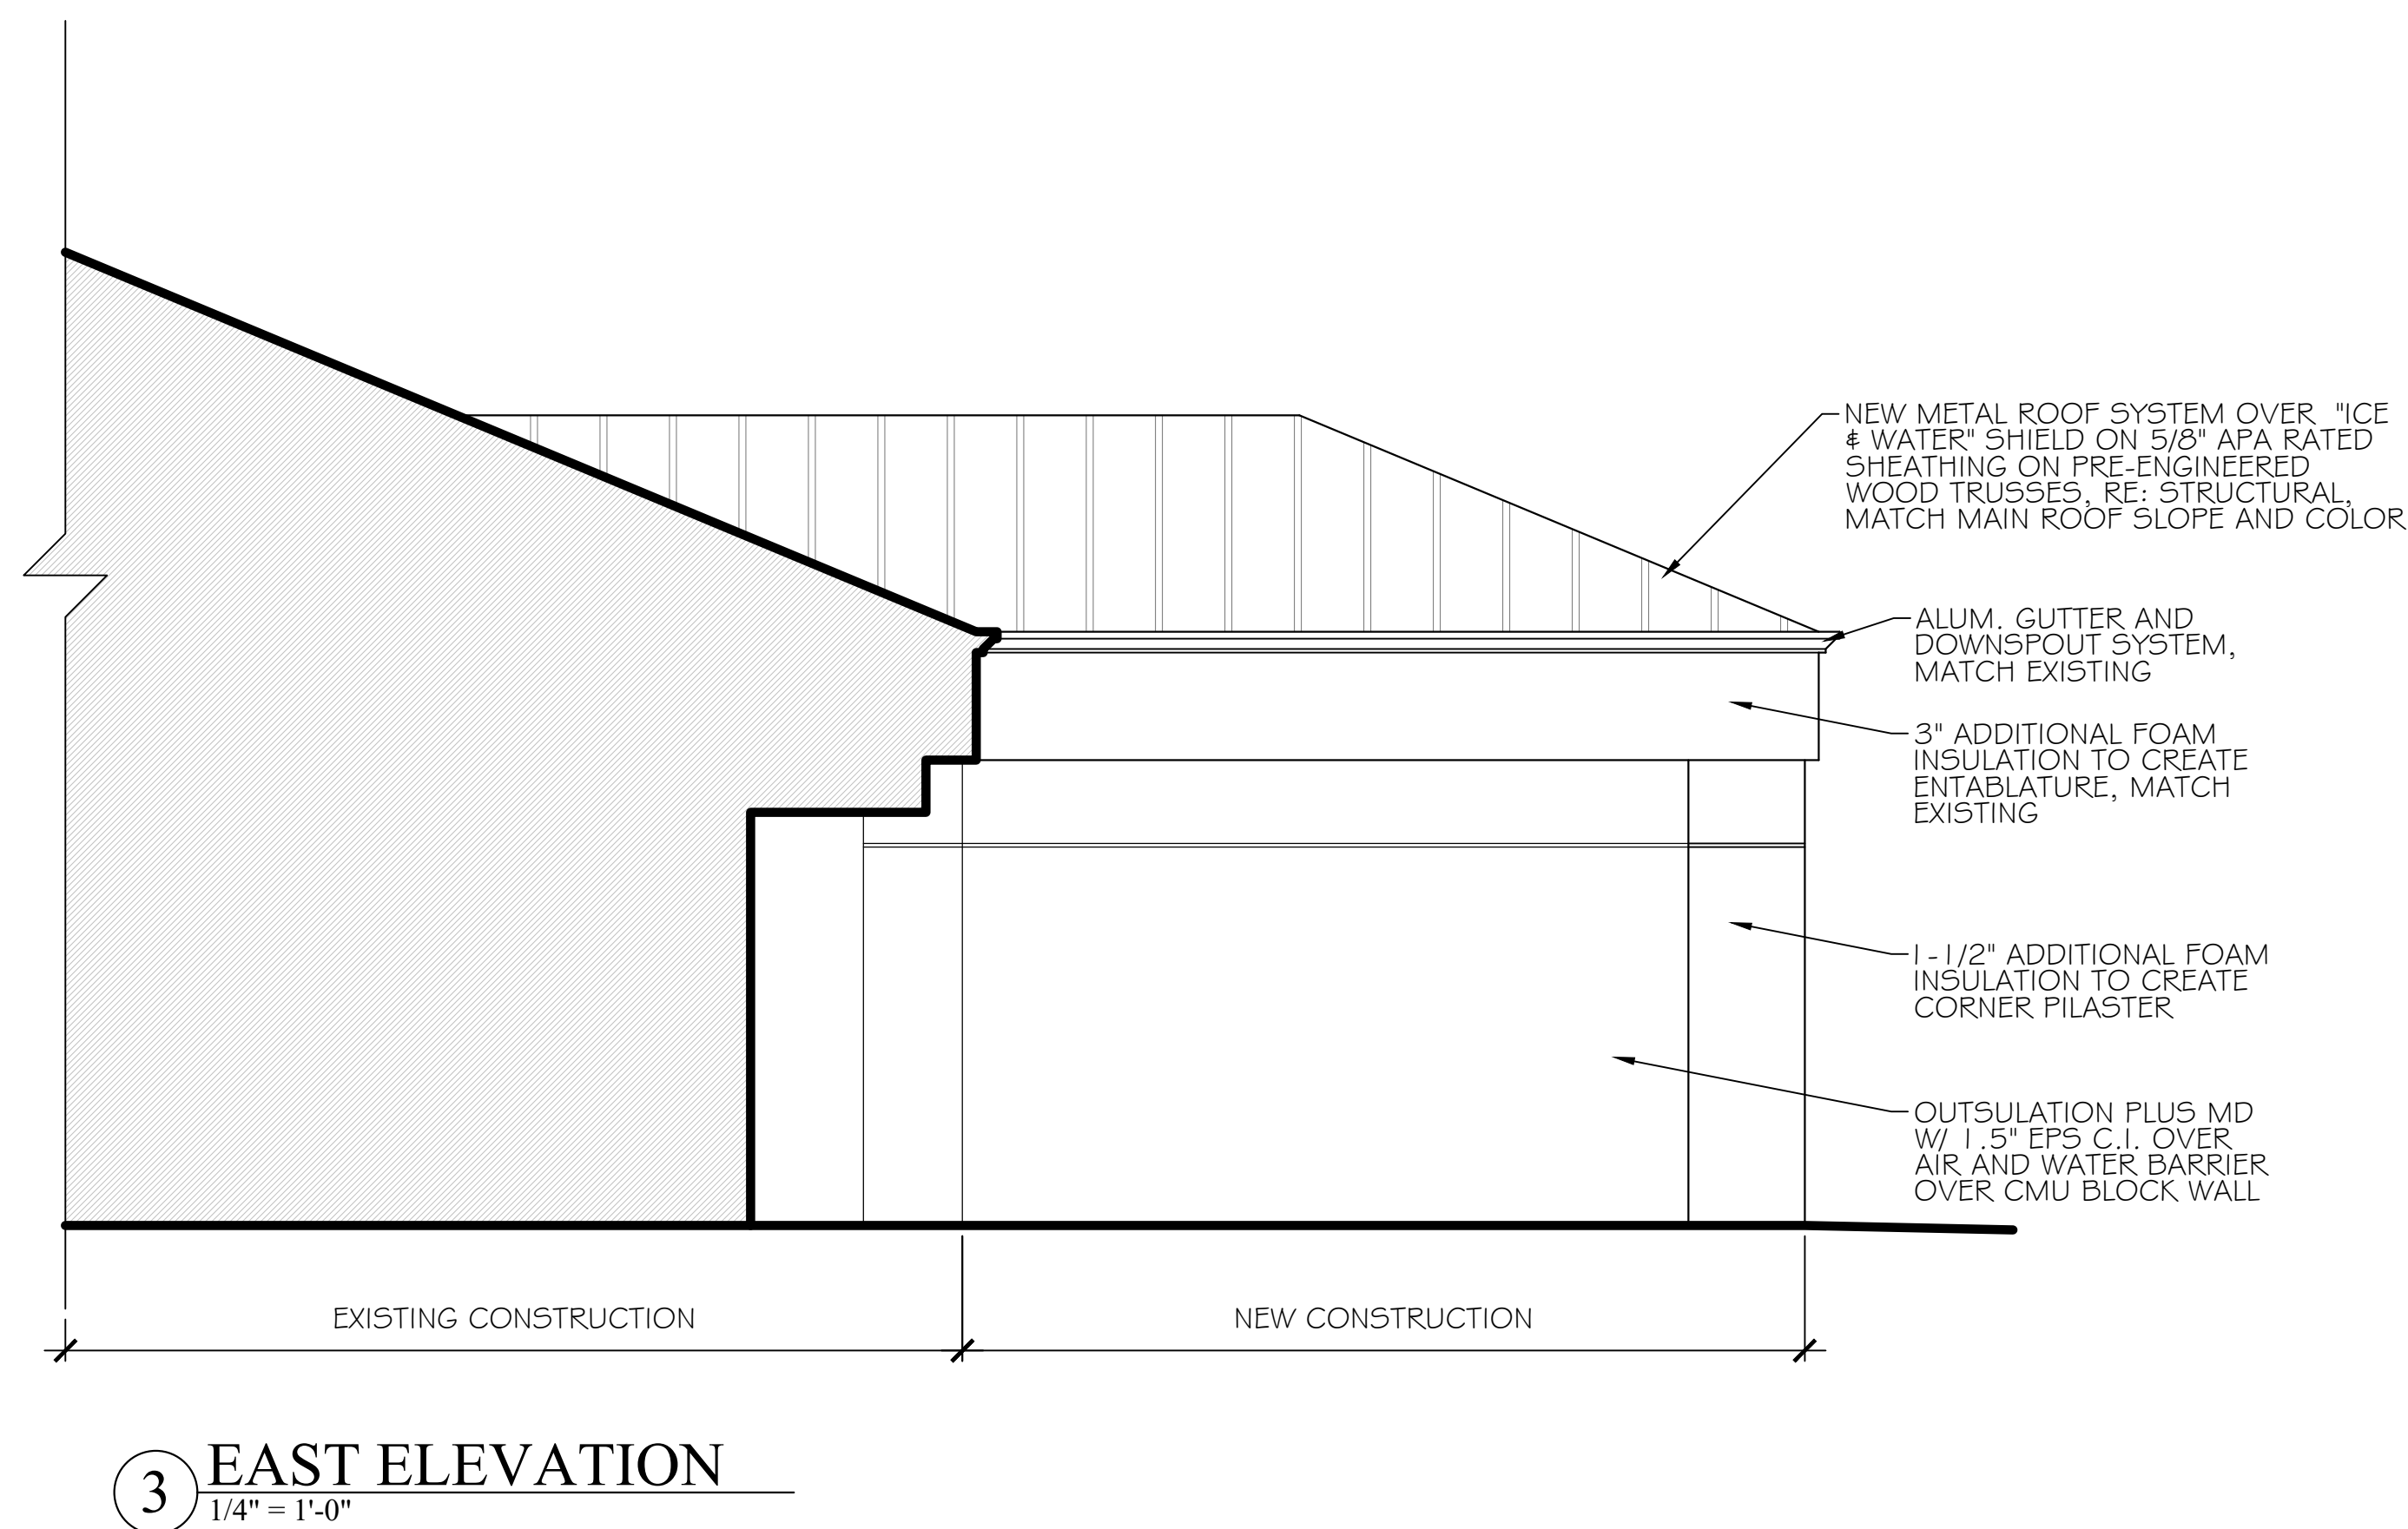 NEW METAL ROOF SYSTEM OVER "ICE
& WATER" SHIELD ON 5/8" APA RATED
SHEATHING ON PRE-ENGINEERED
WOOD TRUSSES, RE: STRUCTURAL,
MATCH MAIN ROOF SLOPE AND COLOR
ALUM. GUTTER AND
DOWNSPOUT SYSTEM,
MATCH EXISTING
3" ADDITIONAL FOAM
INSULATION TO CREATE
ENTABLATURE, MATCH
EXISTING
1-1/2" ADDITIONAL FOAM
INSULATION TO CREATE
CORNER PILASTER
OUTSULATION PLUS MD
W/ 1.5" EPS C.I. OVER
AIR AND WATER BARRIER
OVER CMU BLOCK WALL
EXISTING CONSTRUCTION
NEW CONSTRUCTION
3
EAST ELEVATION
1/4" = 1'-0"